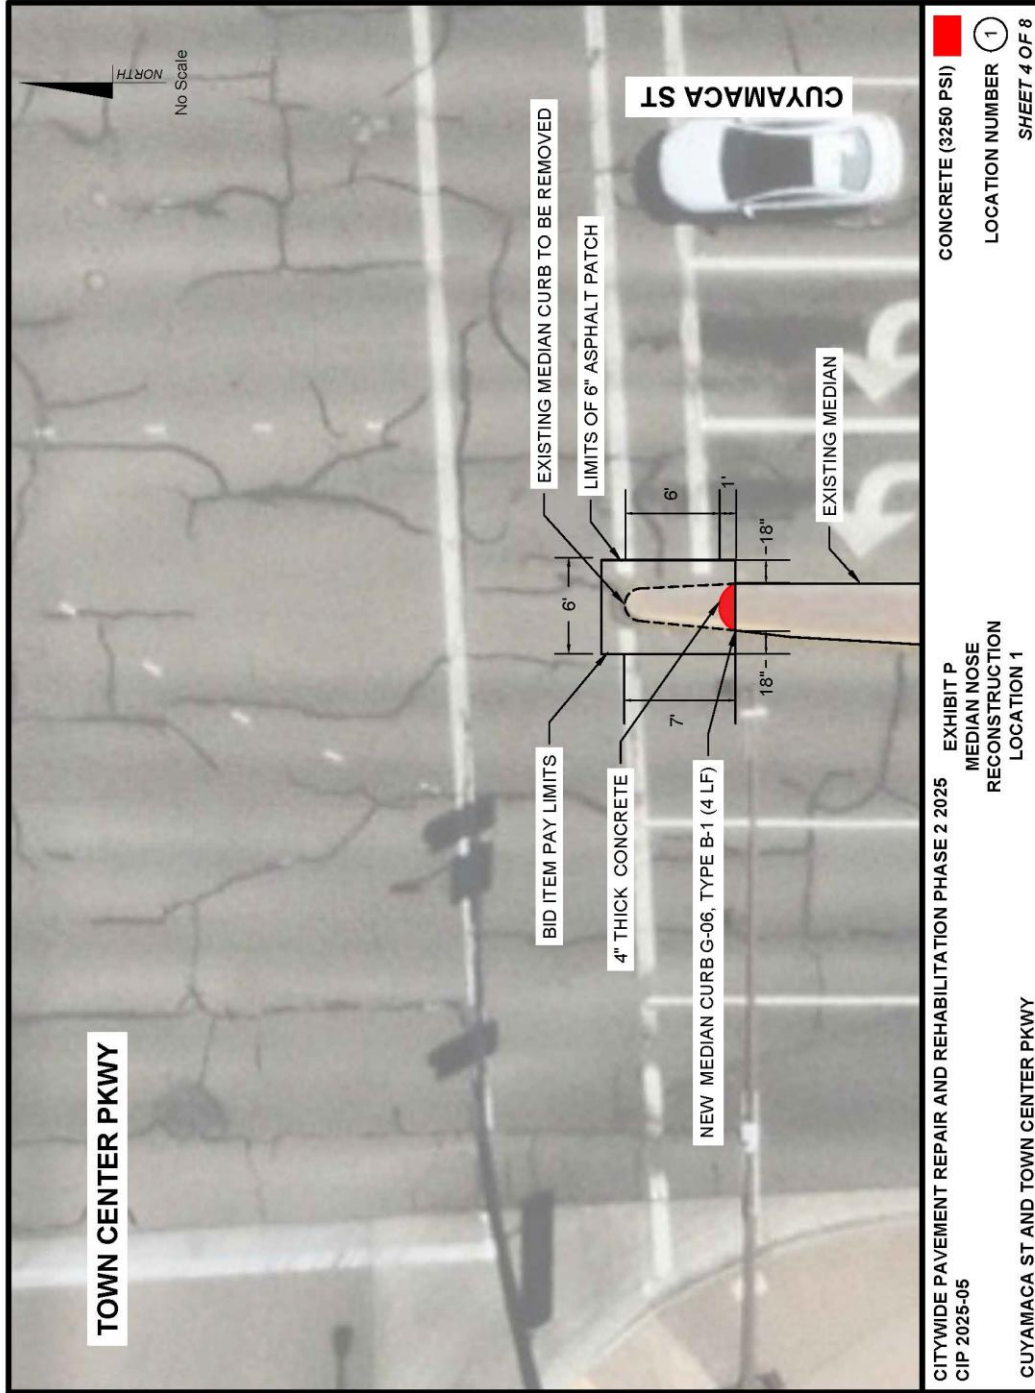 TOWN CENTER PKWY
NORTH
No Scale
CUYAMACA ST
EXISTING MEDIAN CURB TO BE REMOVED
LIMITS OF 6" ASPHALT PATCH
BID ITEM PAY LIMITS
6'
6'
1'
7'
18"
18"
4" THICK CONCRETE
NEW MEDIAN CURB G-06, TYPE B-1 (4 LF)
EXISTING MEDIAN
CITYWIDE PAVEMENT REPAIR AND REHABILITATION PHASE 2 2025
CIP 2025-05
CUYAMACA ST AND TOWN CENTER PKWY
EXHIBIT P
MEDIAN NOSE
RECONSTRUCTION
LOCATION 1
CONCRETE (3250 PSI)
LOCATION NUMBER 1
SHEET 4 OF 8